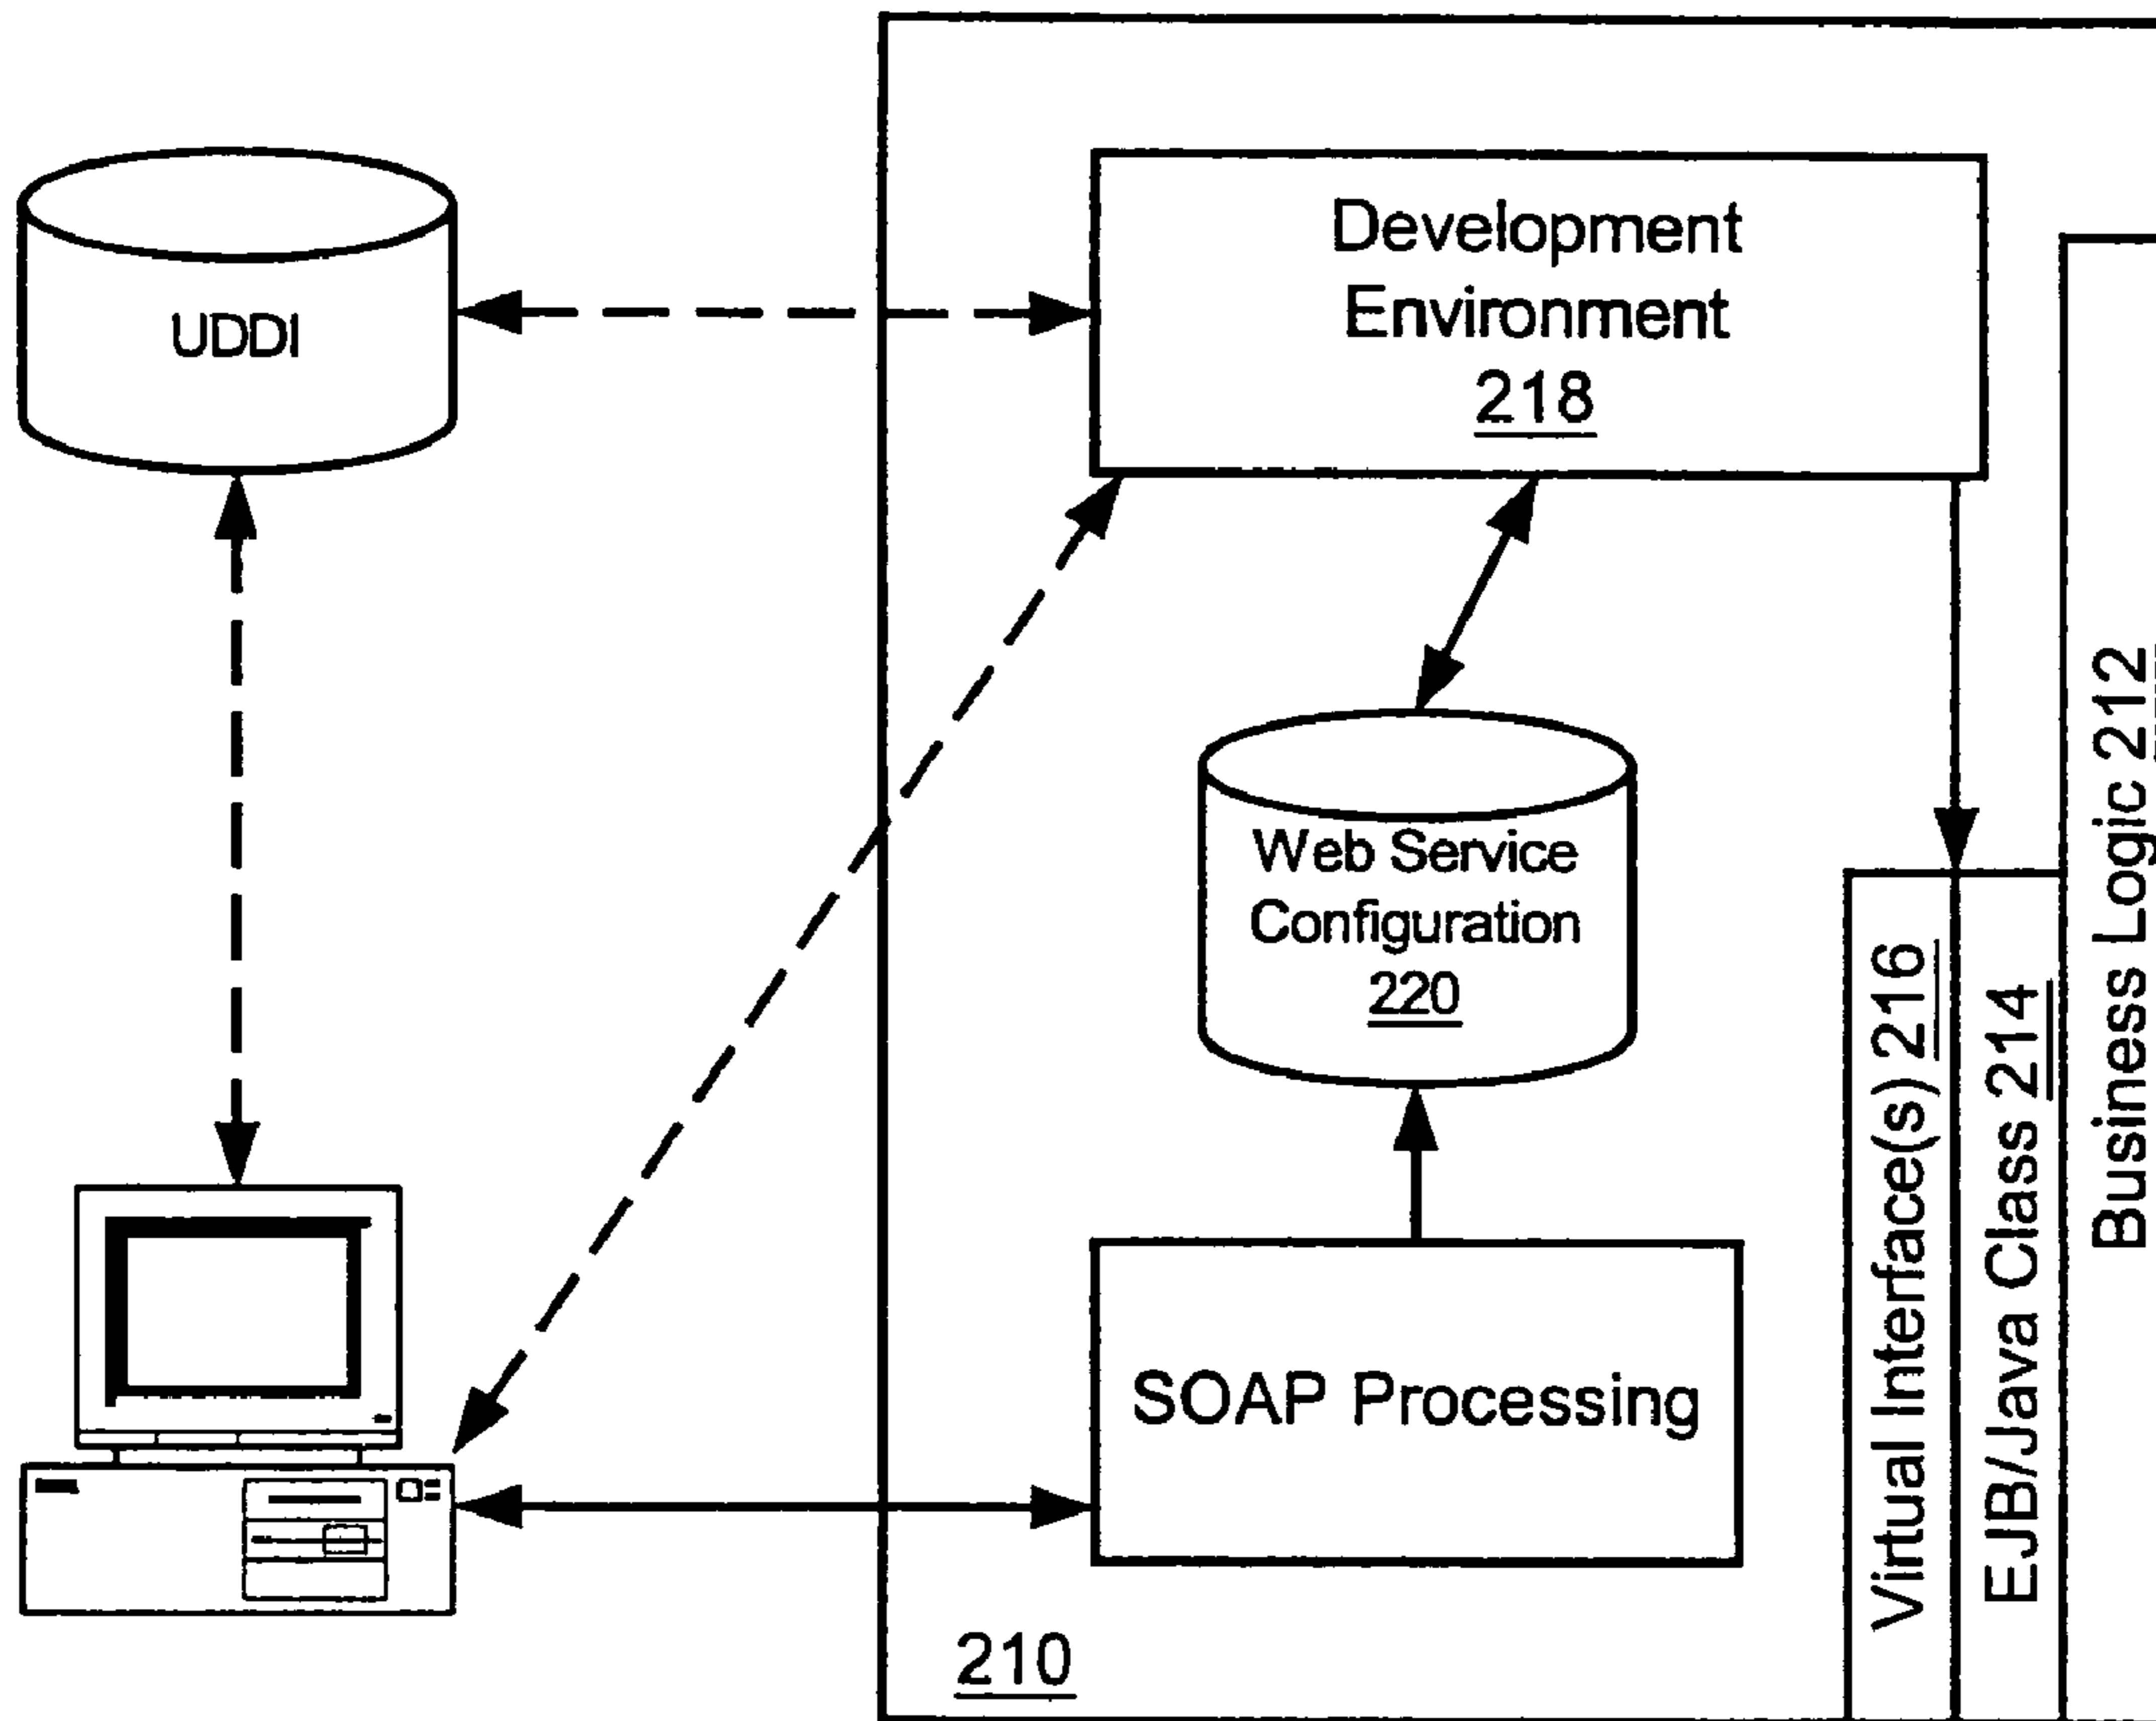 UDDI
Development
Environment
218
Web Service
Configuration
220
SOAP Processing
210
Virtual Interface(s) 216
EJB/Java Class 214
Business Logic 212